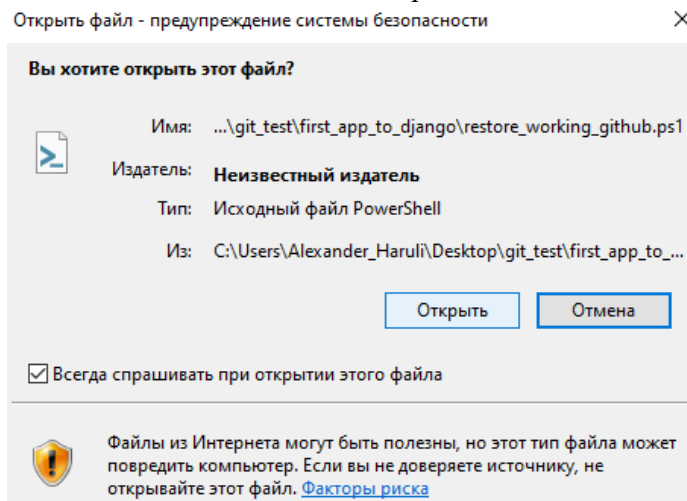 Открыть файл - предупреждение системы безопасности
Вы хотите открыть этот файл?
Имя: ...\git_test\first_app_to_django\restore_working_github.ps1
Издатель: Неизвестный издатель
Тип: Исходный файл PowerShell
Из: C:\Users\Alexander_Haruli\Desktop\git_test\first_app_to_...
Открыть Отмена
Всегда спрашивать при открытии этого файла
Файлы из Интернета могут быть полезны, но этот тип файла может
повредить компьютер. Если вы не доверяете источнику, не
открывайте этот файл. Факторы риска